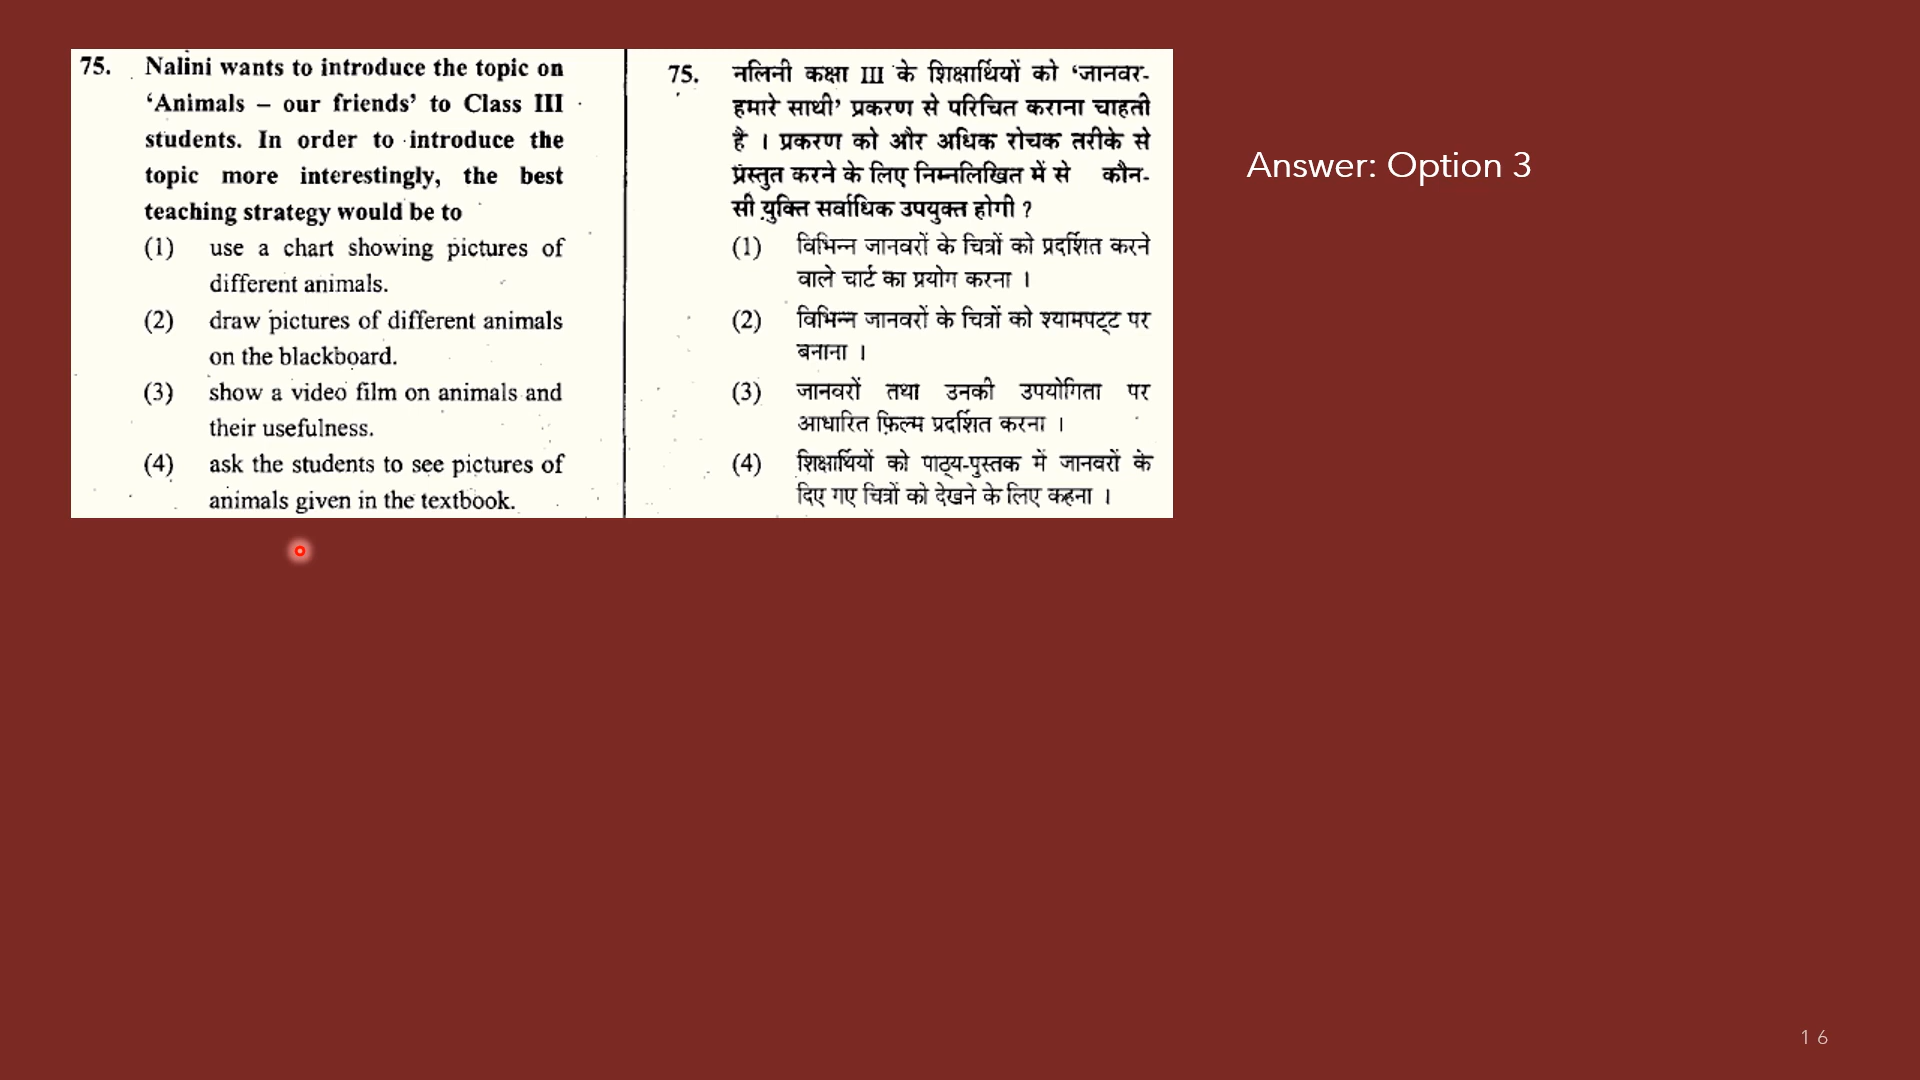 75. Nalini wants to introduce the topic on
‘Animals – our friends’ to Class III
students. In order to introduce the
topic more interestingly, the best
teaching strategy would be to
(1) use a chart showing pictures of
different animals.
(2) draw pictures of different animals
on the blackboard.
(3) show a video film on animals and
their usefulness.
(4) ask the students to see pictures of
animals given in the textbook.
75. नलिनी कक्षा III के शिक्षार्थियों को ‘जानवर-
हमारे साथी’ प्रकरण से परिचित कराना चाहती
है । प्रकरण को और अधिक रोचक तरीके से
प्रस्तुत करने के लिए निम्नलिखित में से कौन-
सी युक्ति सर्वाधिक उपयुक्त होगी ?
(1) विभिन्न जानवरों के चित्रों को प्रदर्शित करने
वाले चार्ट का प्रयोग करना ।
(2) विभिन्न जानवरों के चित्रों को श्यामपट्ट पर
बनाना ।
(3) जानवरों तथा उनकी उपयोगिता पर
आधारित फ़िल्म प्रदर्शित करना ।
(4) शिक्षार्थियों को पाठ्य-पुस्तक में जानवरों के
दिए गए चित्रों को देखने के लिए कहना ।
Answer: Option 3
16